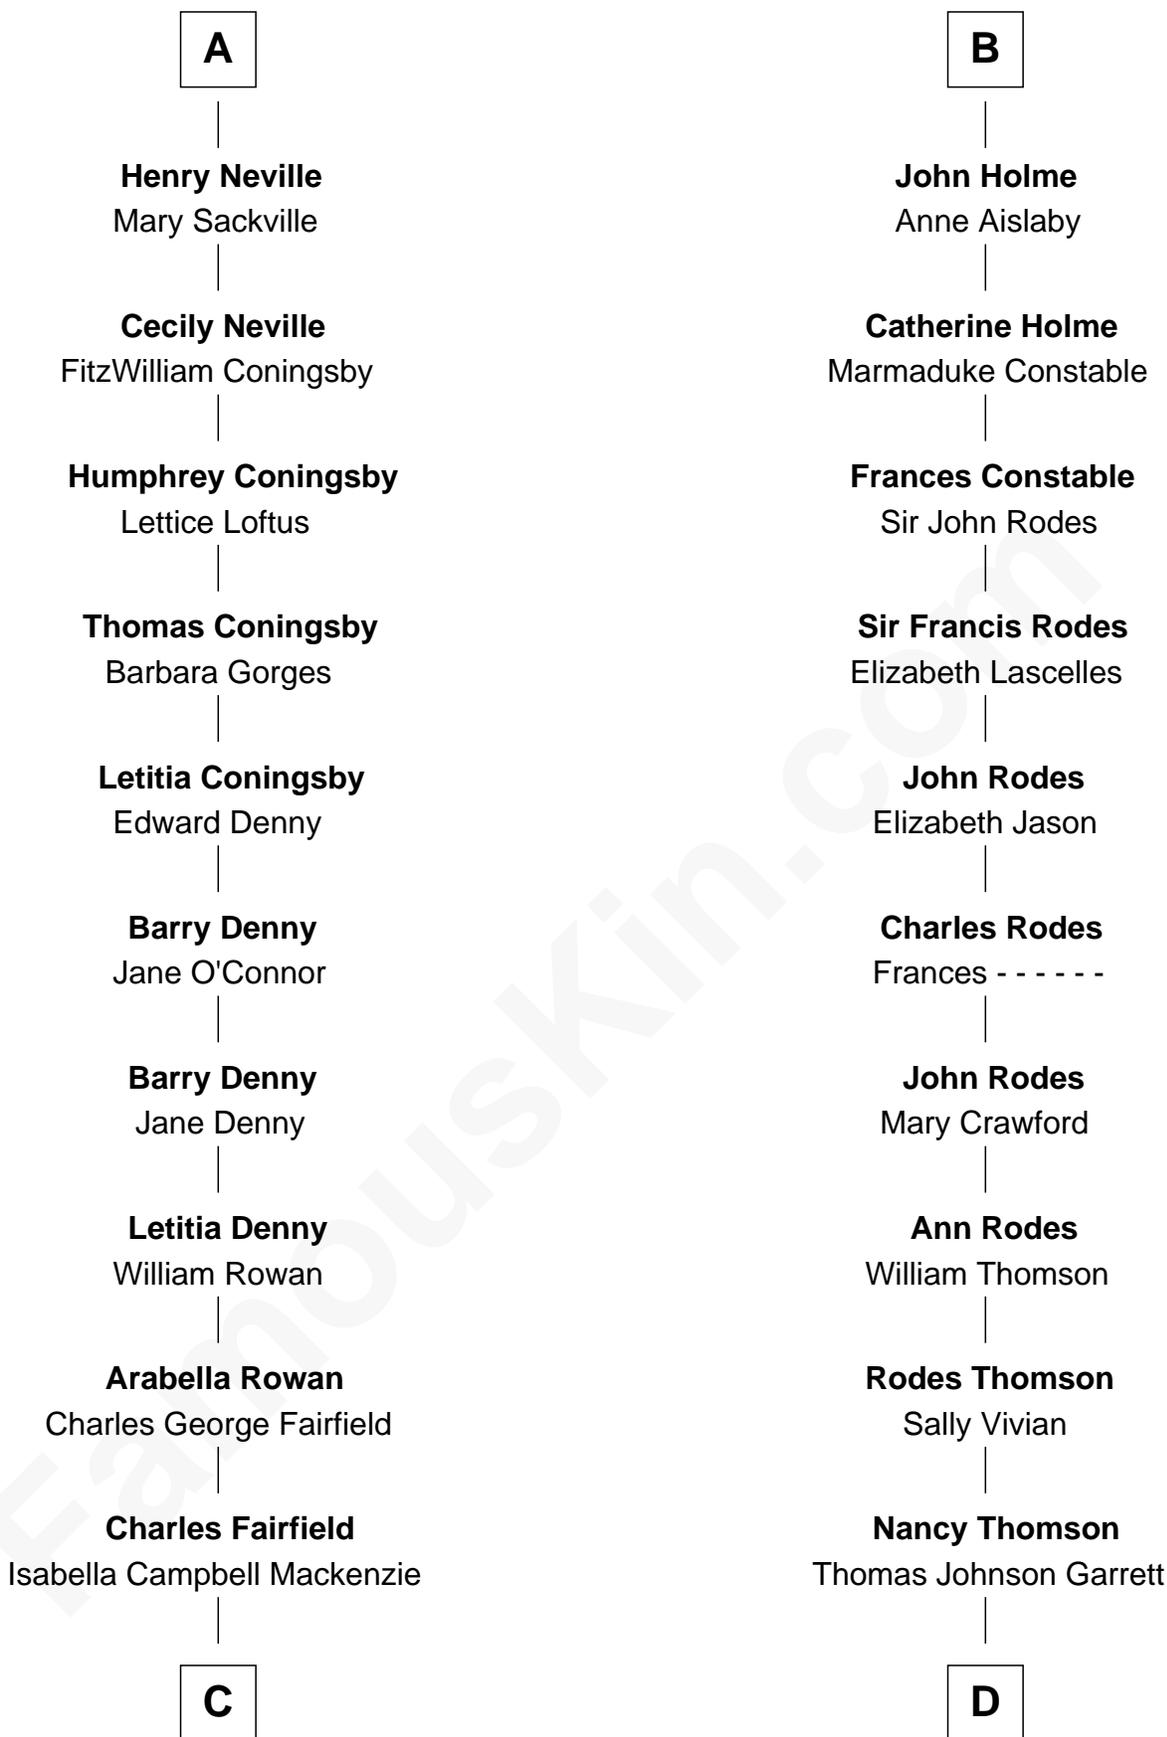 A
Henry Neville
Mary Sackville
Cecily Neville
FitzWilliam Coningsby
Humphrey Coningsby
Lettice Loftus
Thomas Coningsby
Barbara Gorges
Letitia Coningsby
Edward Denny
Barry Denny
Jane O'Connor
Barry Denny
Jane Denny
Letitia Denny
William Rowan
Arabella Rowan
Charles George Fairfield
Charles Fairfield
Isabella Campbell Mackenzie
C
B
John Holme
Anne Aislaby
Catherine Holme
Marmaduke Constable
Frances Constable
Sir John Rodes
Sir Francis Rodes
Elizabeth Lascelles
John Rodes
Elizabeth Jason
Charles Rodes
Frances - - - - - -
John Rodes
Mary Crawford
Ann Rodes
William Thomson
Rodes Thomson
Sally Vivian
Nancy Thomson
Thomas Johnson Garrett
D
FamousKin.com